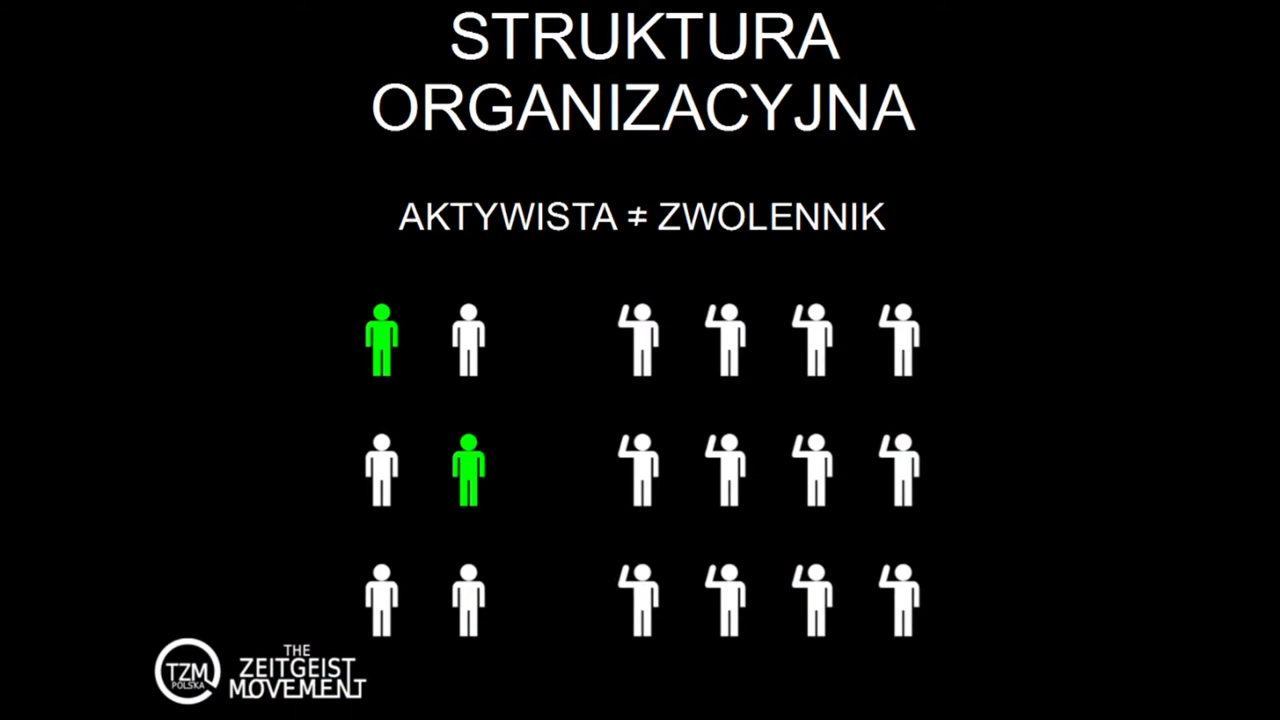 STRUKTURA
ORGANIZACYJNA
AKTYWISTA ≠ ZWOLENNIK
TZM
POLSKA
THE
ZEITGEIST
MOVEMENT